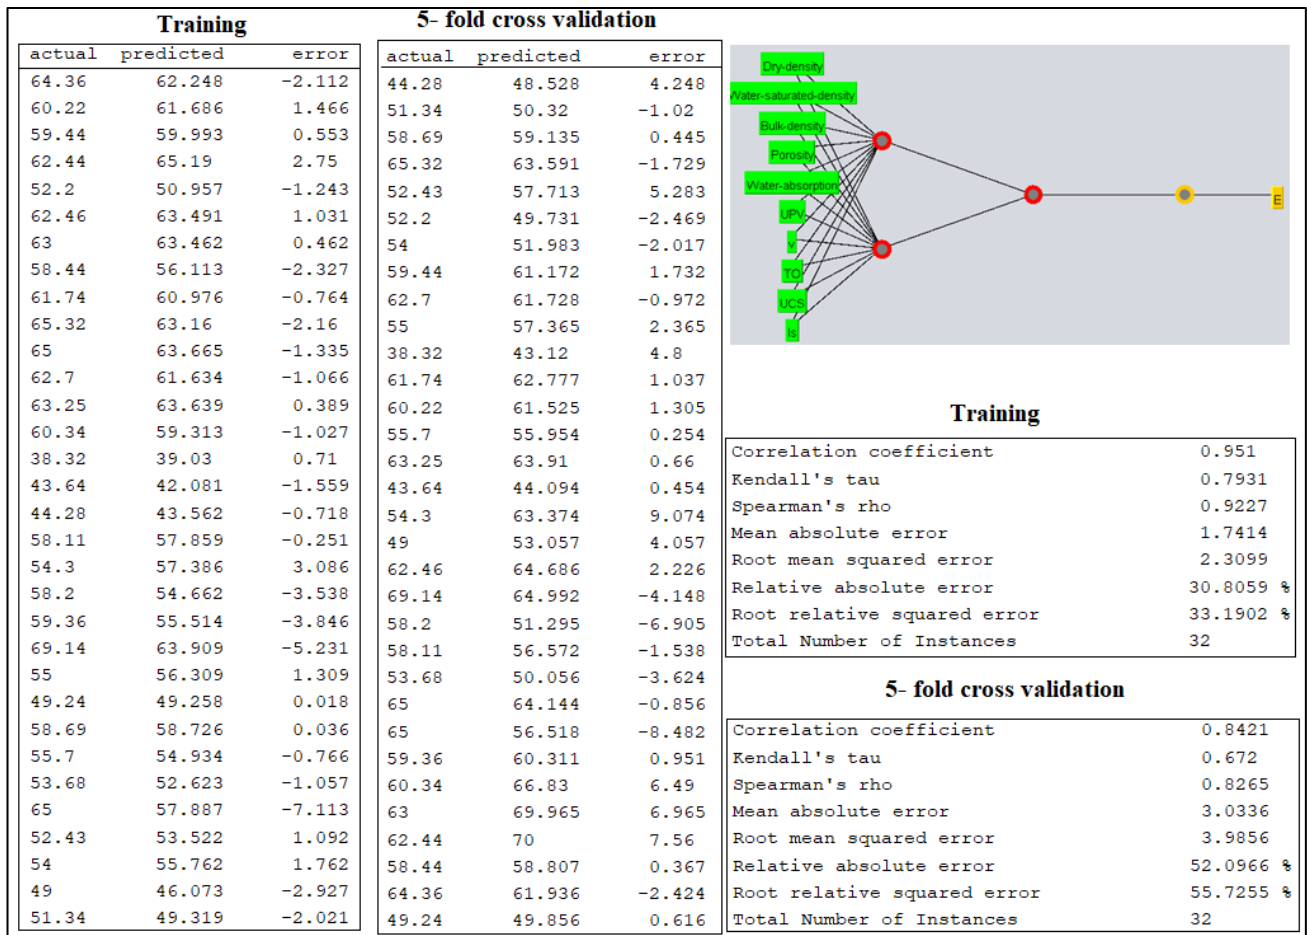 Training
actual predicted error
64.36 62.248 -2.112
60.22 61.686 1.466
59.44 59.993 0.553
62.44 65.19 2.75
52.2 50.957 -1.243
62.46 63.491 1.031
63 63.462 0.462
58.44 56.113 -2.327
61.74 60.976 -0.764
65.32 63.16 -2.16
65 63.665 -1.335
62.7 61.634 -1.066
63.25 63.639 0.389
60.34 59.313 -1.027
38.32 39.03 0.71
43.64 42.081 -1.559
44.28 43.562 -0.718
58.11 57.859 -0.251
54.3 57.386 3.086
58.2 54.662 -3.538
59.36 55.514 -3.846
69.14 63.909 -5.231
55 56.309 1.309
49.24 49.258 0.018
58.69 58.726 0.036
55.7 54.934 -0.766
53.68 52.623 -1.057
65 57.887 -7.113
52.43 53.522 1.092
54 55.762 1.762
49 46.073 -2.927
51.34 49.319 -2.021
5- fold cross validation
actual predicted error
44.28 48.528 4.248
51.34 50.32 -1.02
58.69 59.135 0.445
65.32 63.591 -1.729
52.43 57.713 5.283
52.2 49.731 -2.469
54 51.983 -2.017
59.44 61.172 1.732
62.7 61.728 -0.972
55 57.365 2.365
38.32 43.12 4.8
61.74 62.777 1.037
60.22 61.525 1.305
55.7 55.954 0.254
63.25 63.91 0.66
43.64 44.094 0.454
54.3 63.374 9.074
49 53.057 4.057
62.46 64.686 2.226
69.14 64.992 -4.148
58.2 51.295 -6.905
58.11 56.572 -1.538
53.68 50.056 -3.624
65 64.144 -0.856
65 56.518 -8.482
59.36 60.311 0.951
60.34 66.83 6.49
63 69.965 6.965
62.44 70 7.56
58.44 58.807 0.367
64.36 61.936 -2.424
49.24 49.856 0.616
Dry-density
Water-saturated-density
Bulk-density
Porosity
Water-absorption
UPV
v
TO
UCS
Is
E
Training
Correlation coefficient 0.951
Kendall's tau 0.7931
Spearman's rho 0.9227
Mean absolute error 1.7414
Root mean squared error 2.3099
Relative absolute error 30.8059 %
Root relative squared error 33.1902 %
Total Number of Instances 32
5- fold cross validation
Correlation coefficient 0.8421
Kendall's tau 0.672
Spearman's rho 0.8265
Mean absolute error 3.0336
Root mean squared error 3.9856
Relative absolute error 52.0966 %
Root relative squared error 55.7255 %
Total Number of Instances 32